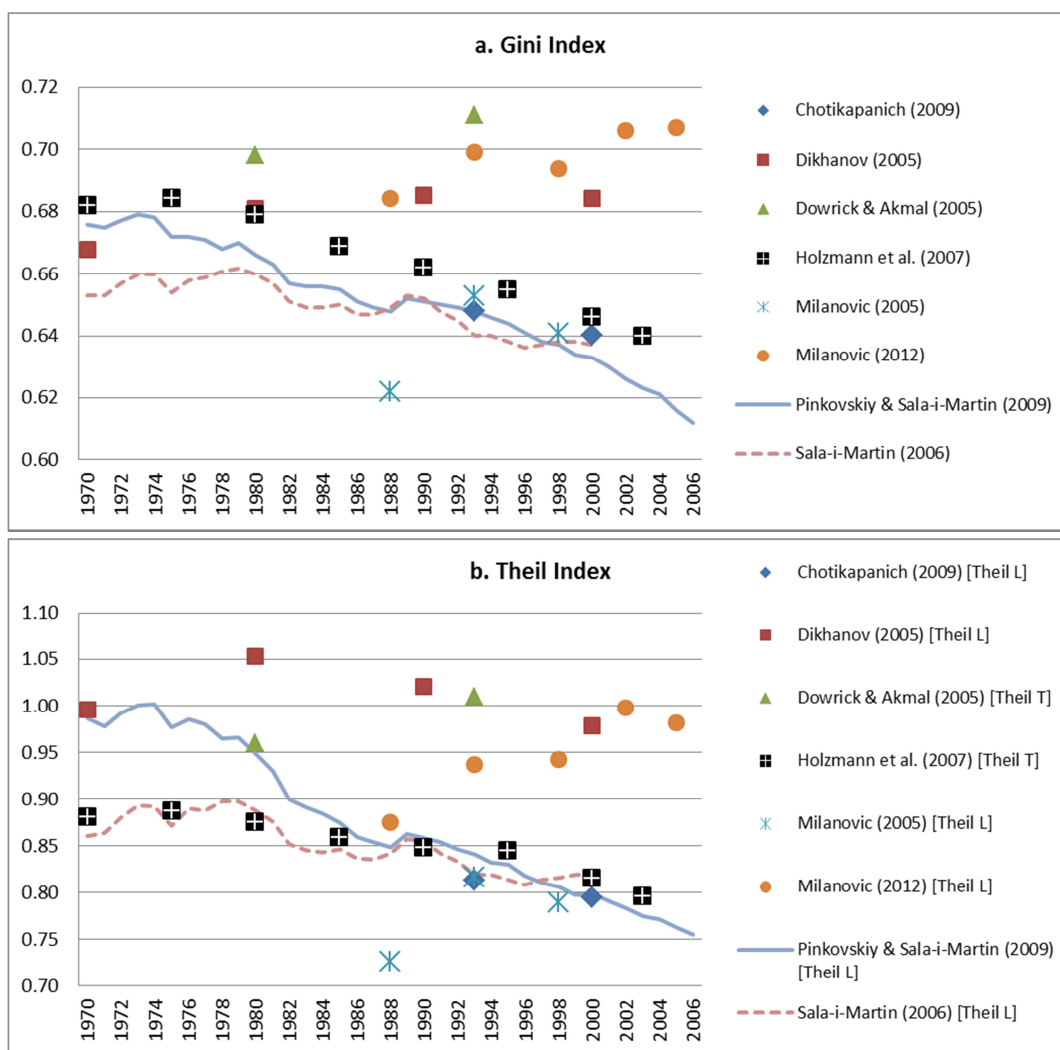 a. Gini Index
0.72
0.70
0.68
0.66
0.64
0.62
0.60
1970
1972
1974
1976
1978
1980
1982
1984
1986
1988
1990
1992
1994
1996
1998
2000
2002
2004
2006
Chotikapanich (2009)
Dikhanov (2005)
Dowrick & Akmal (2005)
Holzmann et al. (2007)
Milanovic (2005)
Milanovic (2012)
Pinkovskiy & Sala-i-Martin (2009)
Sala-i-Martin (2006)
b. Theil Index
1.10
1.05
1.00
0.95
0.90
0.85
0.80
0.75
0.70
1970
1972
1974
1976
1978
1980
1982
1984
1986
1988
1990
1992
1994
1996
1998
2000
2002
2004
2006
Chotikapanich (2009) [Theil L]
Dikhanov (2005) [Theil L]
Dowrick & Akmal (2005) [Theil T]
Holzmann et al. (2007) [Theil T]
Milanovic (2005) [Theil L]
Milanovic (2012) [Theil L]
Pinkovskiy & Sala-i-Martin (2009)
[Theil L]
Sala-i-Martin (2006) [Theil L]